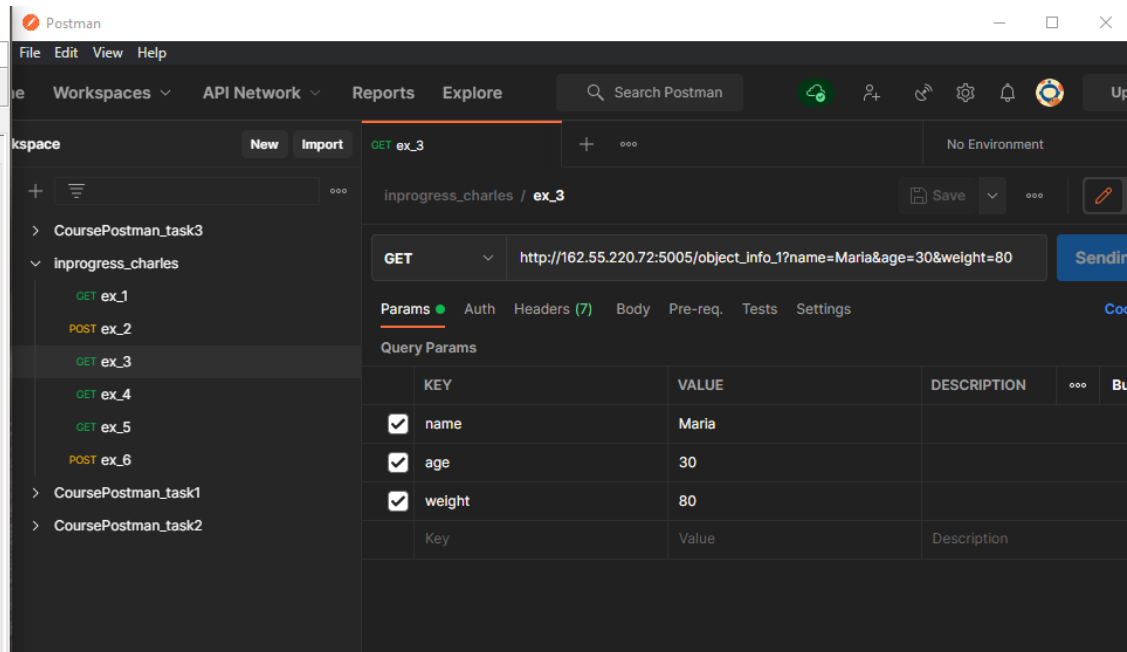 Postman
File Edit View Help
Workspaces API Network Reports Explore Search Postman
New Import GET ex_3 No Environment
inprogress_charles / ex_3 Save
CoursePostman_task3
inprogress_charles
GET ex_1
POST ex_2
GET ex_3
GET ex_4
GET ex_5
POST ex_6
CoursePostman_task1
CoursePostman_task2
GET http://162.55.220.72:5005/object_info_1?name=Maria&age=30&weight=80 Sendin
Params Auth Headers (7) Body Pre-req. Tests Settings
Query Params
KEY VALUE DESCRIPTION
name Maria
age 30
weight 80
Key Value Description